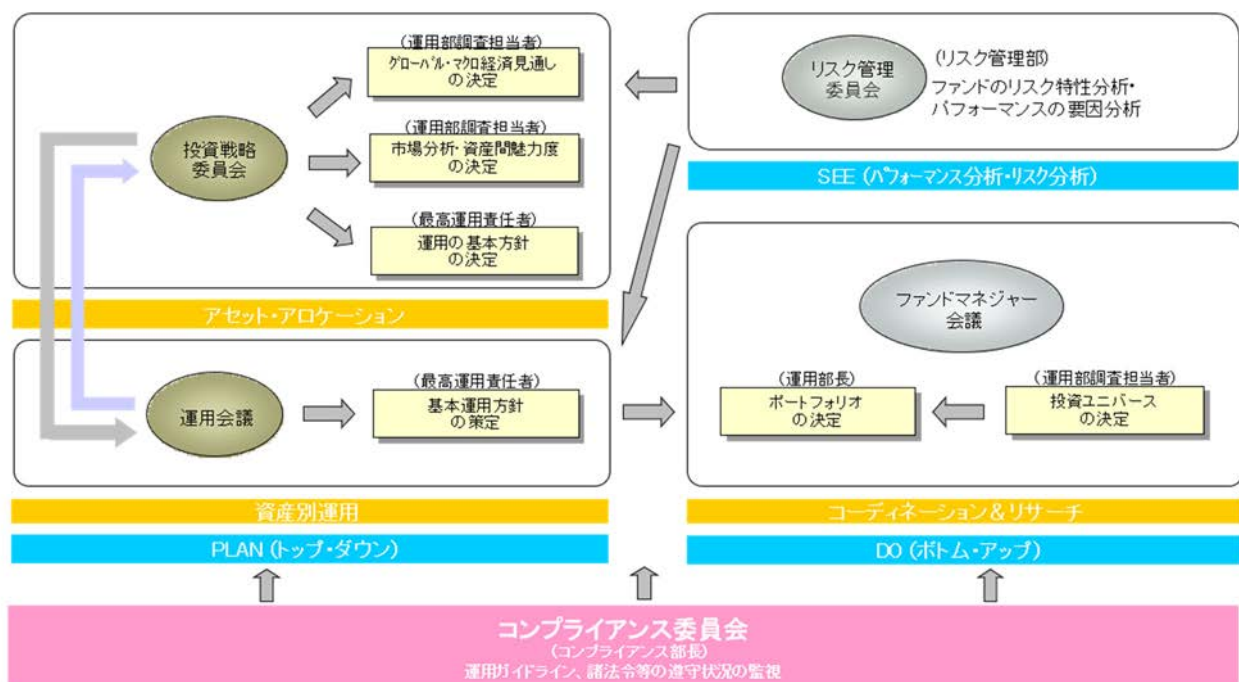 (運用部調査担当者)
グローバル・マクロ経済見通し
の決定
投資戦略
委員会
(運用部調査担当者)
市場分析・資産間魅力度
の決定
(最高運用責任者)
運用の基本方針
の決定
アセット・アロケーション
運用会議
(最高運用責任者)
基本運用方針
の策定
資産別運用
PLAN (トップ・ダウン)
リスク管理
委員会
(リスク管理部)
ファンドのリスク特性分析・
パフォーマンスの要因分析
SEE (パフォーマンス分析・リスク分析)
ファンドマネジャー
会議
(運用部長)
ポートフォリオ
の決定
(運用部調査担当者)
投資ユニバース
の決定
コーディネーション＆リサーチ
DO (ボトム・アップ)
コンプライアンス委員会
(コンプライアンス部長)
運用ガイドライン、諸法令等の遵守状況の監視